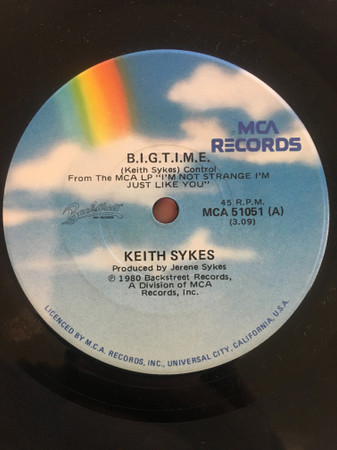 MCA
RECORDS
B.I.G.T.I.M.E.
(Keith Sykes) Control
From The MCA LP "I'M NOT STRANGE I'M
JUST LIKE YOU"
45 R.P.M.
MCA 51051 (A)
(3.09)
Backstreet
KEITH SYKES
Produced by Jerene Sykes
℗ 1980 Backstreet Records,
A Division of MCA
Records, Inc.
LICENCED BY M.C.A. RECORDS, INC., UNIVERSAL CITY, CALIFORNIA, U.S.A.